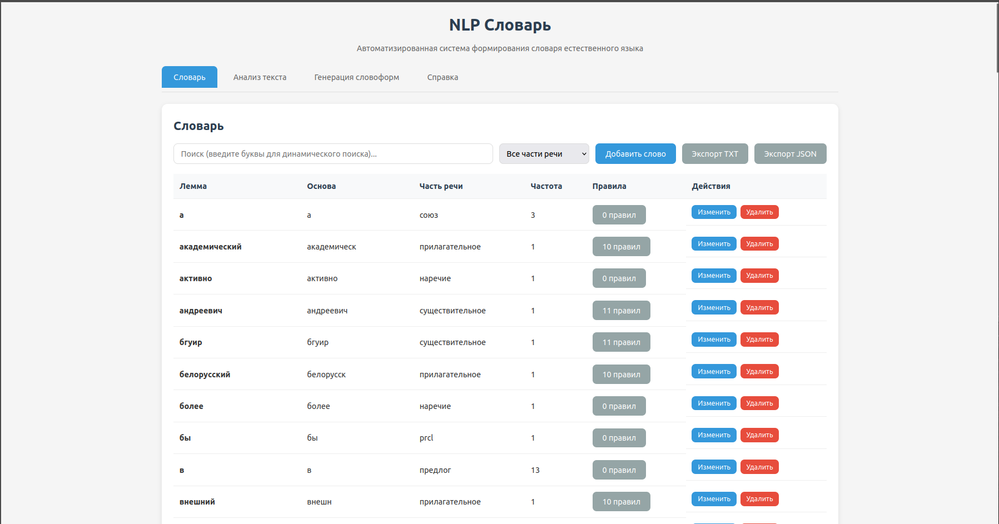 NLP Словарь
Автоматизированная система формирования словаря естественного языка
Словарь Анализ текста Генерация словоформ Справка
Словарь
Поиск (введите буквы для динамического поиска)... Все части речи Добавить слово Экспорт TXT Экспорт JSON
Лемма Основа Часть речи Частота Правила Действия
а а союз 3 0 правил Изменить Удалить
академический академическ прилагательное 1 10 правил Изменить Удалить
активно активно наречие 1 0 правил Изменить Удалить
андреевич андреевич существительное 1 11 правил Изменить Удалить
бгуир бгуир существительное 1 11 правил Изменить Удалить
белорусский белорусск прилагательное 1 10 правил Изменить Удалить
более более наречие 1 0 правил Изменить Удалить
бы бы prcl 1 0 правил Изменить Удалить
в в предлог 13 0 правил Изменить Удалить
внешний внешн прилагательное 1 10 правил Изменить Удалить